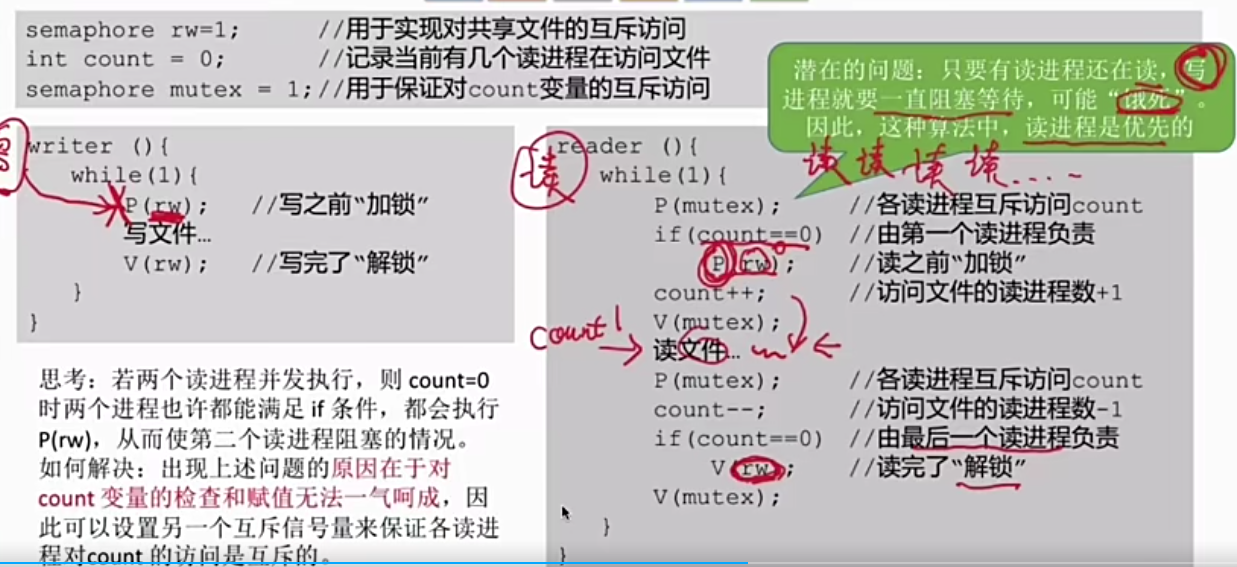 semaphore rw=1; //用于实现对共享文件的互斥访问
int count = 0; //记录当前有几个读进程在访问文件
semaphore mutex = 1; //用于保证对count变量的互斥访问
潜在的问题：只要有读进程还在读，写
进程就要一直阻塞等待，可能“饿死”。
因此，这种算法中，读进程是优先的
writer (){
while(1){
P(rw); //写之前“加锁”
写文件…
V(rw); //写完了“解锁”
}
}
思考：若两个读进程并发执行，则 count=0
时两个进程也许都能满足 if 条件，都会执行
P(rw)，从而使第二个读进程阻塞的情况。
如何解决：出现上述问题的原因在于对
count 变量的检查和赋值无法一气呵成，因
此可以设置另一个互斥信号量来保证各读进
程对count 的访问是互斥的。
读
读 读 读 读 ....
reader (){
while(1){
P(mutex); //各读进程互斥访问count
if(count==0) //由第一个读进程负责
P(rw); //读之前“加锁”
count++; //访问文件的读进程数+1
V(mutex);
count 1
读文件…
P(mutex); //各读进程互斥访问count
count--; //访问文件的读进程数-1
if(count==0) //由最后一个读进程负责
V(rw); //读完了“解锁”
V(mutex);
}
}